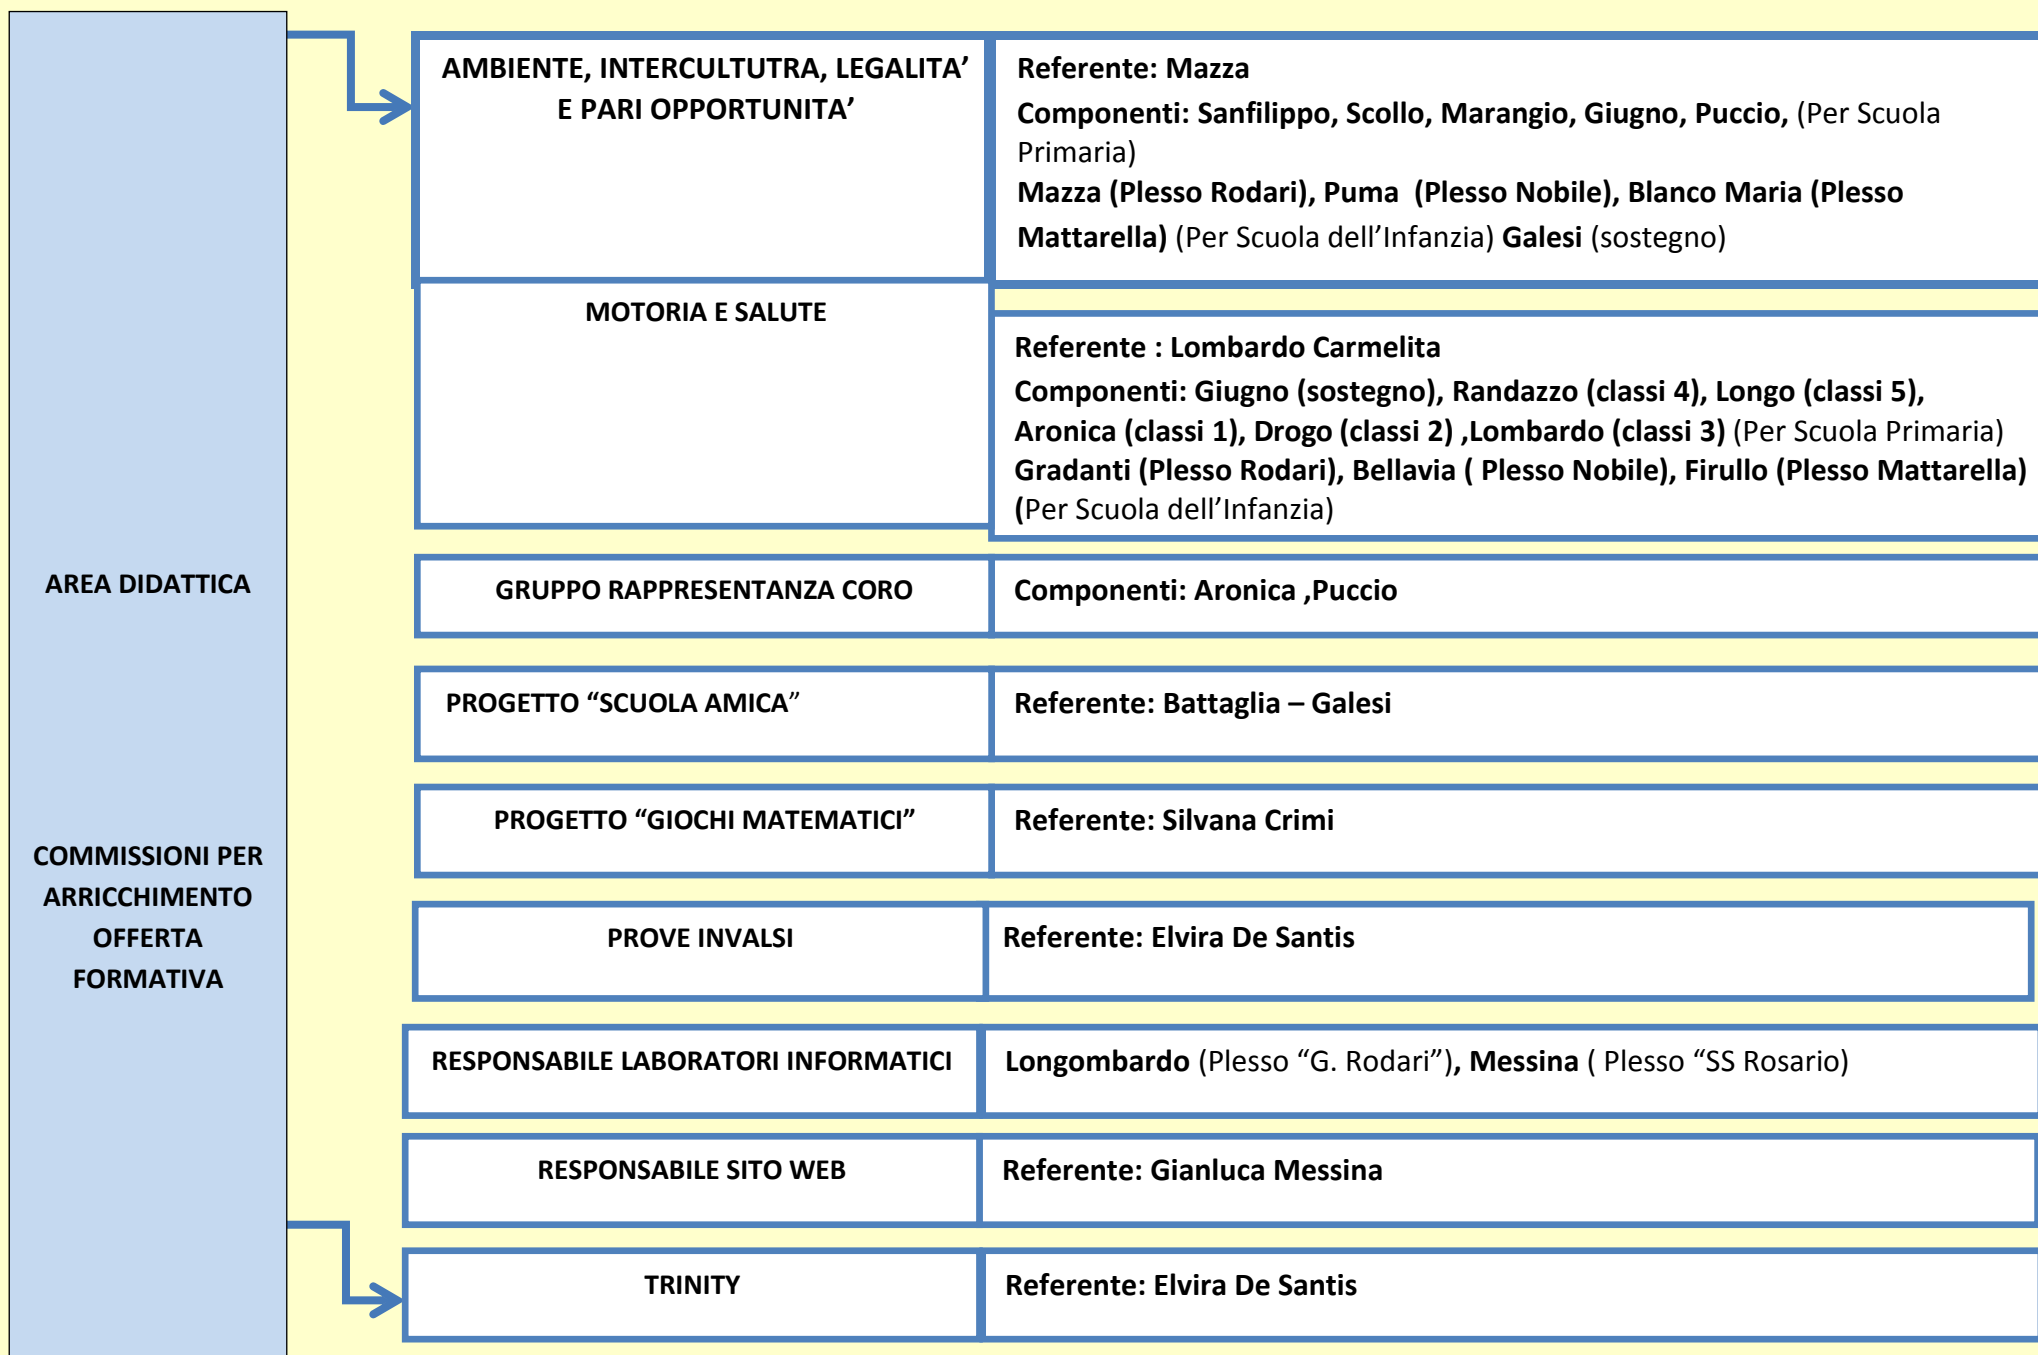 AMBIENTE, INTERCULTUTRA, LEGALITA’
E PARI OPPORTUNITA’
Referente: Mazza
Componenti: Sanfilippo, Scollo, Marangio, Giugno, Puccio, (Per Scuola
Primaria)
Mazza (Plesso Rodari), Puma (Plesso Nobile), Blanco Maria (Plesso
Mattarella) (Per Scuola dell’Infanzia) Galesi (sostegno)
MOTORIA E SALUTE
Referente : Lombardo Carmelita
Componenti: Giugno (sostegno), Randazzo (classi 4), Longo (classi 5),
Aronica (classi 1), Drogo (classi 2) ,Lombardo (classi 3) (Per Scuola Primaria)
Gradanti (Plesso Rodari), Bellavia ( Plesso Nobile), Firullo (Plesso Mattarella)
(Per Scuola dell’Infanzia)
AREA DIDATTICA
GRUPPO RAPPRESENTANZA CORO
Componenti: Aronica ,Puccio
PROGETTO “SCUOLA AMICA”
Referente: Battaglia – Galesi
PROGETTO “GIOCHI MATEMATICI”
Referente: Silvana Crimi
COMMISSIONI PER
ARRICCHIMENTO
OFFERTA
FORMATIVA
PROVE INVALSI
Referente: Elvira De Santis
RESPONSABILE LABORATORI INFORMATICI
Longombardo (Plesso “G. Rodari”), Messina ( Plesso “SS Rosario)
RESPONSABILE SITO WEB
Referente: Gianluca Messina
TRINITY
Referente: Elvira De Santis